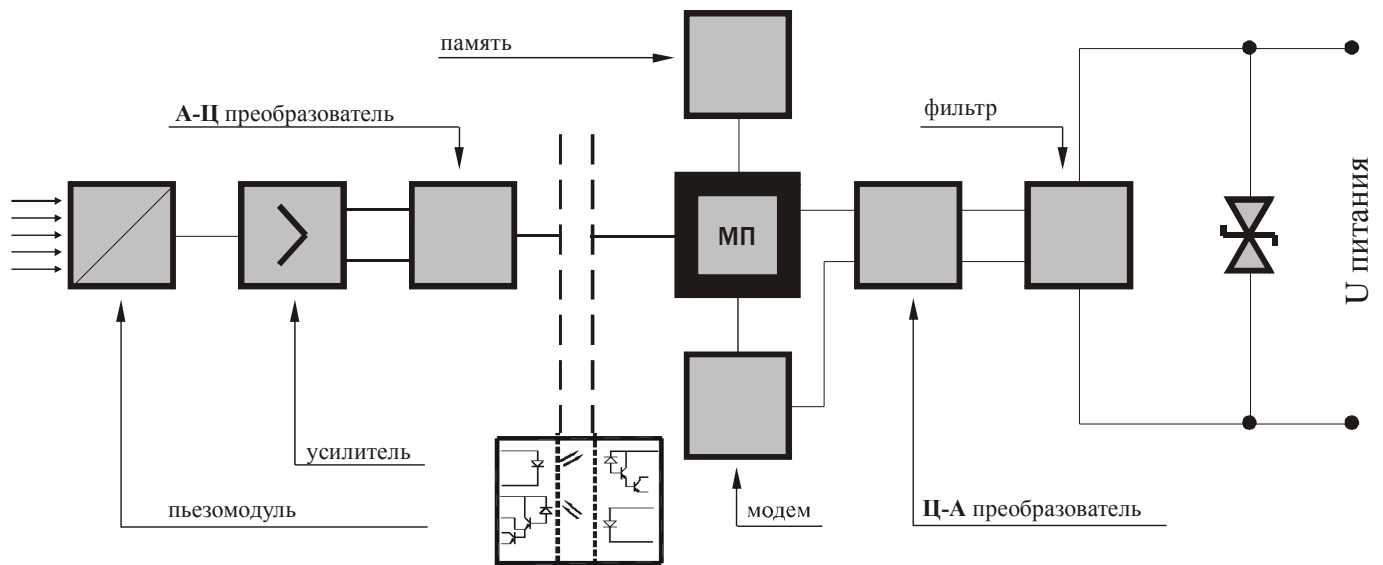 память
А-Ц преобразователь
фильтр
МП
U питания
усилитель
пьезомодуль
модем
Ц-А преобразователь